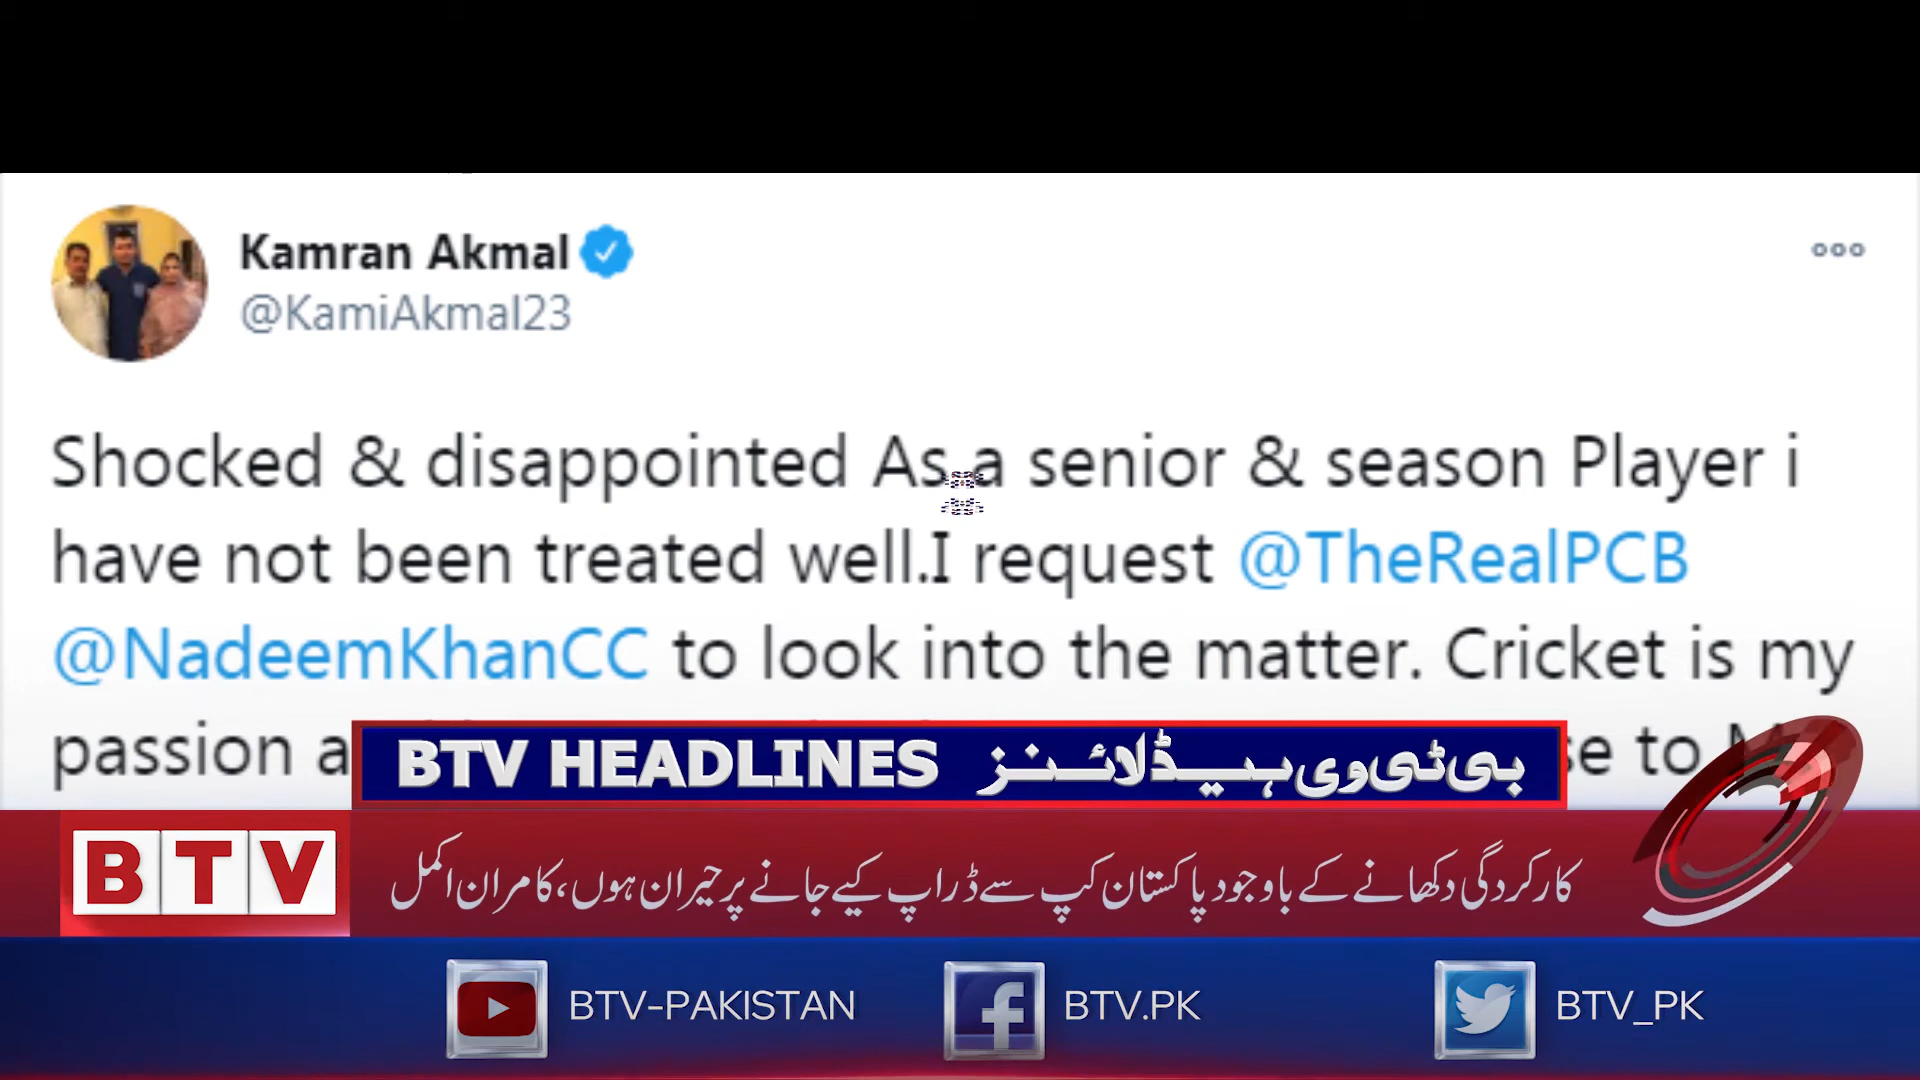 Kamran Akmal
@KamiAkmal23
Shocked & disappointed As a senior & season Player i
have not been treated well.I request @TheRealPCB
@NadeemKhanCC to look into the matter. Cricket is my
passion
to
BTV HEADLINES بی ٹی وی ہیڈلائنز
BTV
کارکردگی دکھانے کے باوجود پاکستان کپ سے ڈراپ کیے جانے پر حیران ہوں، کامران اکمل
BTV-PAKISTAN BTV.PK BTV_PK